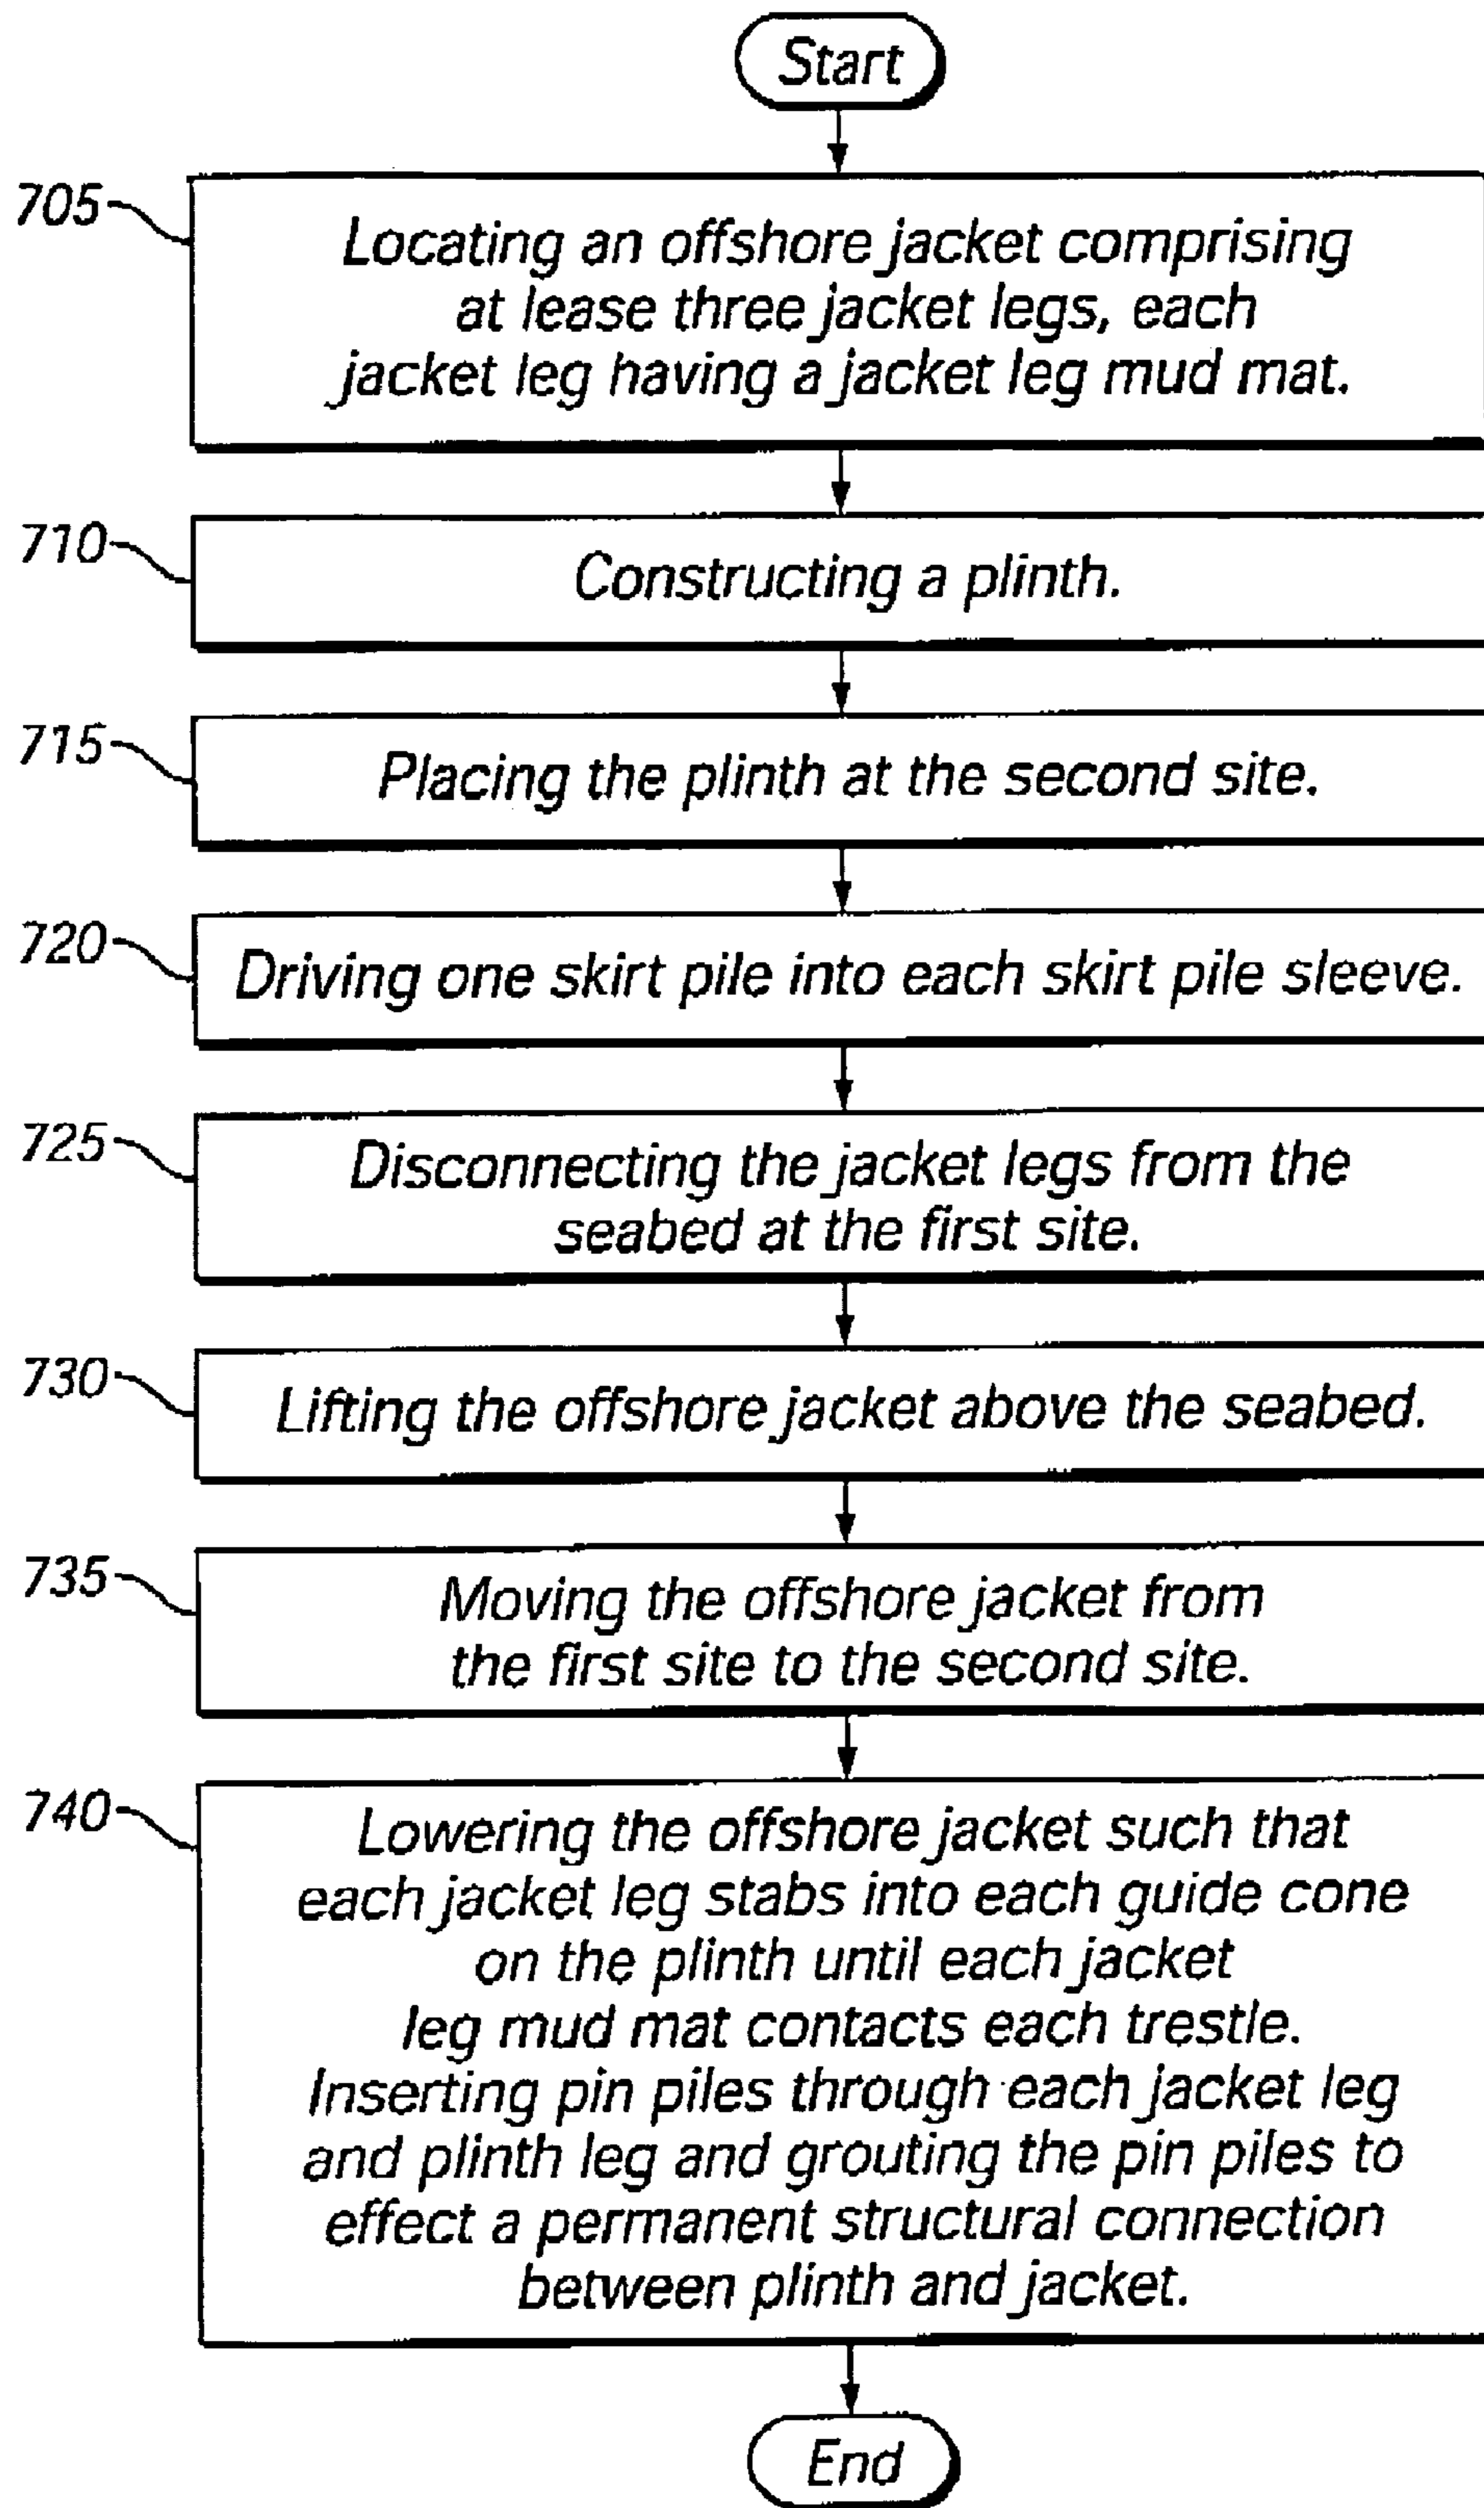 Start
705
Locating an offshore jacket comprising
at lease three jacket legs, each
jacket leg having a jacket leg mud mat.
710
Constructing a plinth.
715
Placing the plinth at the second site.
720
Driving one skirt pile into each skirt pile sleeve.
725
Disconnecting the jacket legs from the
seabed at the first site.
730
Lifting the offshore jacket above the seabed.
735
Moving the offshore jacket from
the first site to the second site.
740
Lowering the offshore jacket such that
each jacket leg stabs into each guide cone
on the plinth until each jacket
leg mud mat contacts each trestle.
Inserting pin piles through each jacket leg
and plinth leg and grouting the pin piles to
effect a permanent structural connection
between plinth and jacket.
End